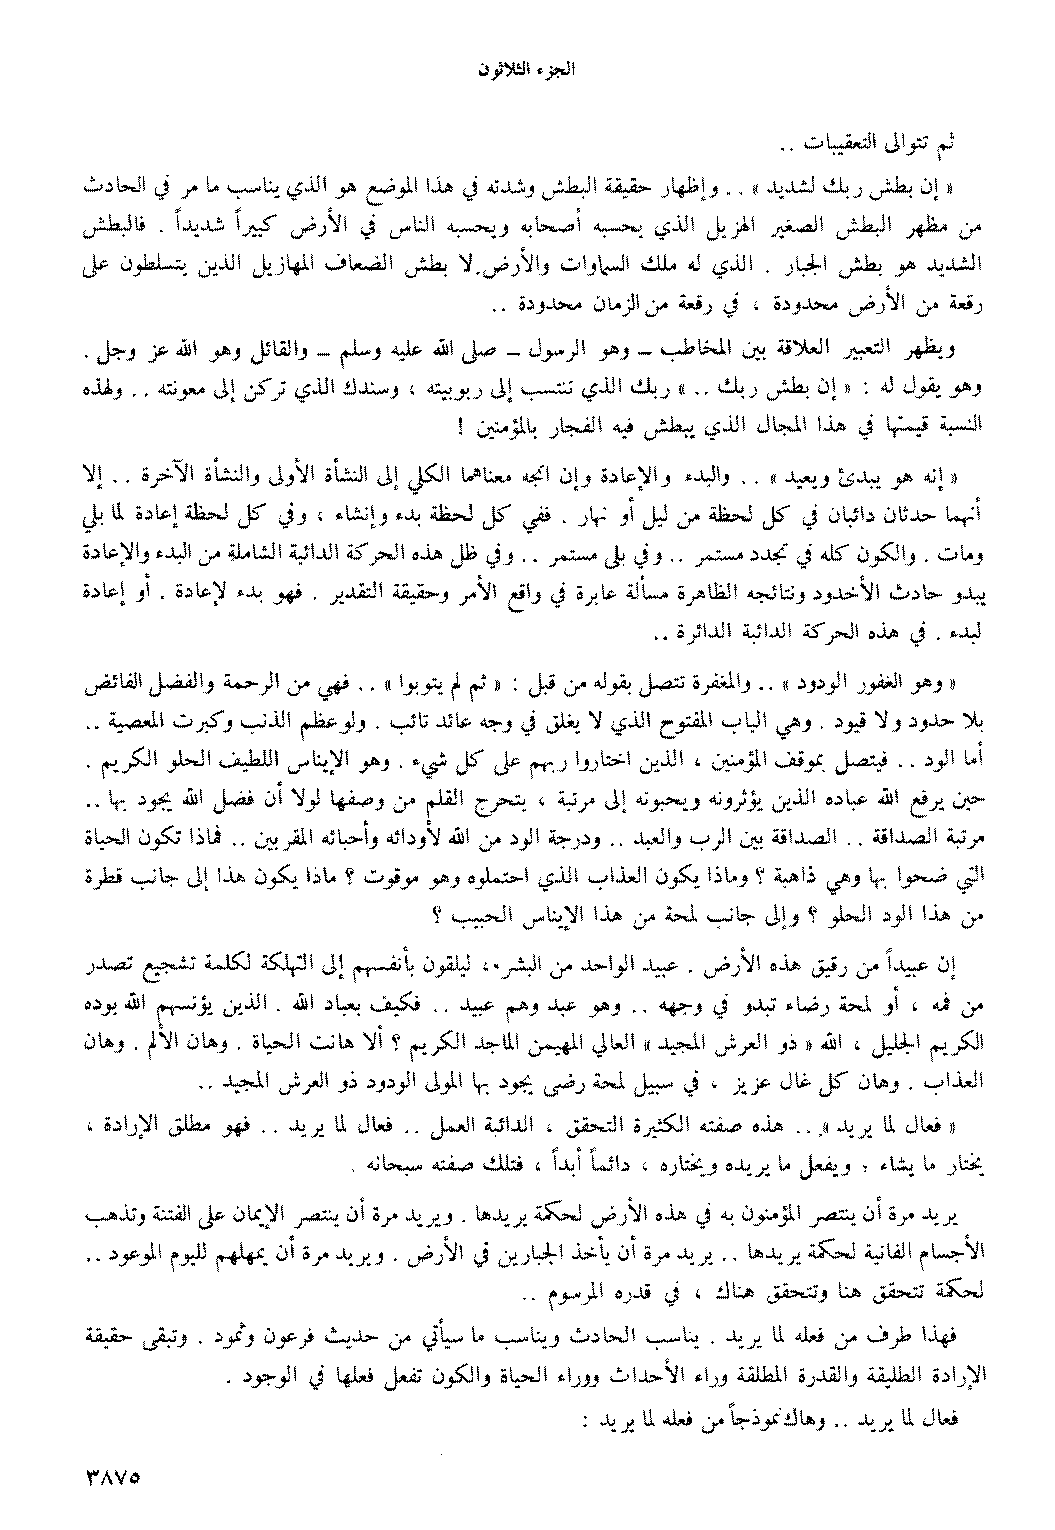 الجزء الثلاثون
ثم تتوالى التعقيبات ..
« إن بطش ربك لشديد » .. وإظهار حقيقة البطش وشدته في هذا الموضع هو الذي يناسب ما مر في الحادث
من مظهر البطش الصغير الهزيل الذي يحسبه أصحابه ويحسبه الناس في الأرض كبيراً شديداً . فالبطش
الشديد هو بطش الجبار . الذي له ملك السماوات والأرض. لا بطش الضعاف المهازيل الذين يتسلطون على
رقعة من الأرض محدودة ، في رقعة من الزمان محدودة ..
ويظهر التعبير العلاقة بين المخاطب – وهو الرسول – صلى الله عليه وسلم – والقائل وهو الله عز وجل .
وهو يقول له : « إن بطش ربك .. » ربك الذي تنتسب إلى ربوبيته ، وسندك الذي تركن إلى معونته .. ولهذه
النسبة قيمتها في هذا المجال الذي يبطش فيه الفجار بالمؤمنين !
« إنه هو يبدئ ويعيد » .. والبدء والإعادة وإن اتجه معناهما الكلي إلى النشأة الأولى والنشأة الآخرة .. إلا
أنهما حدثان دائبان في كل لحظة من ليل أو نهار . ففي كل لحظة بدء وإنشاء ، وفي كل لحظة إعادة لما بلي
ومات . والكون كله في تجدد مستمر .. وفي بلى مستمر .. وفي ظل هذه الحركة الدائبة الشاملة من البدء والإعادة
يبدو حادث الأخدود ونتائجه الظاهرة مسألة عابرة في واقع الأمر وحقيقة التقدير . فهو بدء لإعادة . أو إعادة
لبدء . في هذه الحركة الدائبة الدائرة ..
« وهو الغفور الودود » .. والمغفرة تتصل بقوله من قبل : « ثم لم يتوبوا » .. فهي من الرحمة والفضل الفائض
بلا حدود ولا قيود . وهي الباب المفتوح الذي لا يغلق في وجه عائد تائب . ولو عظم الذنب وكبرت المعصية ..
أما الود .. فيتصل بموقف المؤمنين ، الذين اختاروا ربهم على كل شيء . وهو الإيناس اللطيف الحلو الكريم .
حين يرفع الله عباده الذين يؤثرونه ويحبونه إلى مرتبة ، يتحرج القلم من وصفها لولا أن فضل الله يجود بها ..
مرتبة الصداقة .. الصداقة بين الرب والعبد .. ودرجة الود من الله لأودائه وأحبائه المقربين .. فماذا تكون الحياة
التي ضحوا بها وهي ذاهبة ؟ وماذا يكون العذاب الذي احتملوه وهو موقوت ؟ ماذا يكون هذا إلى جانب قطرة
من هذا الود الحلو ؟ وإلى جانب لمحة من هذا الإيناس الحبيب ؟
إن عبيداً من رقيق هذه الأرض . عبيد الواحد من البشر ، ليلقون بأنفسهم إلى التهلكة لكلمة تشجيع تصدر
من فمه ، أو لمحة رضاء تبدو في وجهه .. وهو عبد وهم عبيد .. فكيف بعباد الله . الذين يؤنسهم الله بوده
الكريم الجليل ، الله « ذو العرش المجيد » العالي المهيمن الماجد الكريم ؟ ألا هانت الحياة . وهان الألم . وهان
العذاب . وهان كل غال عزيز ، في سبيل لمحة رضى يجود بها المولى الودود ذو العرش المجيد ..
« فعال لما يريد » .. هذه صفته الكثيرة التحقق ، الدائبة العمل .. فعال لما يريد .. فهو مطلق الإرادة ،
يختار ما يشاء ؛ ويفعل ما يريده ويختاره ، دائماً أبداً ، فتلك صفته سبحانه .
يريد مرة أن ينتصر المؤمنون به في هذه الأرض لحكمة يريدها . ويريد مرة أن ينتصر الإيمان على الفتنة وتذهب
الأجسام الفانية لحكمة يريدها .. يريد مرة أن يأخذ الجبارين في الأرض . ويريد مرة أن يمهلهم لليوم الموعود ..
لحكمة تتحقق هنا وتتحقق هناك ، في قدره المرسوم ..
فهذا طرف من فعله لما يريد . يناسب الحادث ويناسب ما سيأتي من حديث فرعون وثمود . وتبقى حقيقة
الإرادة الطليقة والقدرة المطلقة وراء الأحداث ووراء الحياة والكون تفعل فعلها في الوجود .
فعال لما يريد .. وهاك نموذجاً من فعله لما يريد :
٣٨٧٥